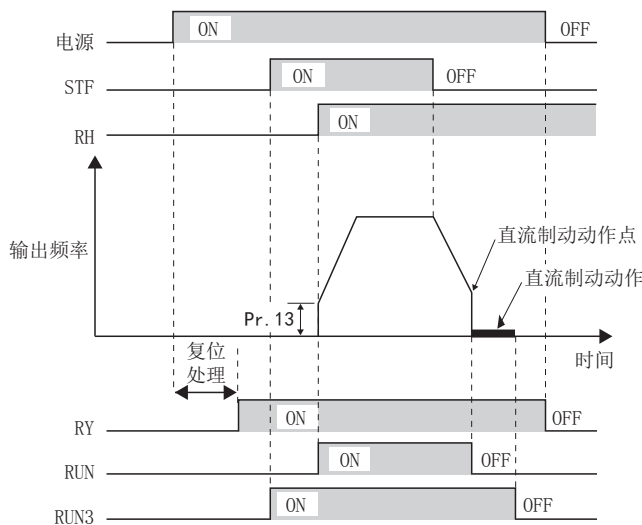 电源
ON
OFF
STF
ON
OFF
RH
ON
输出频率
直流制动动作点
直流制动动作
Pr.13
时间
复位
处理
RY
ON
OFF
RUN
ON
OFF
RUN3
ON
OFF